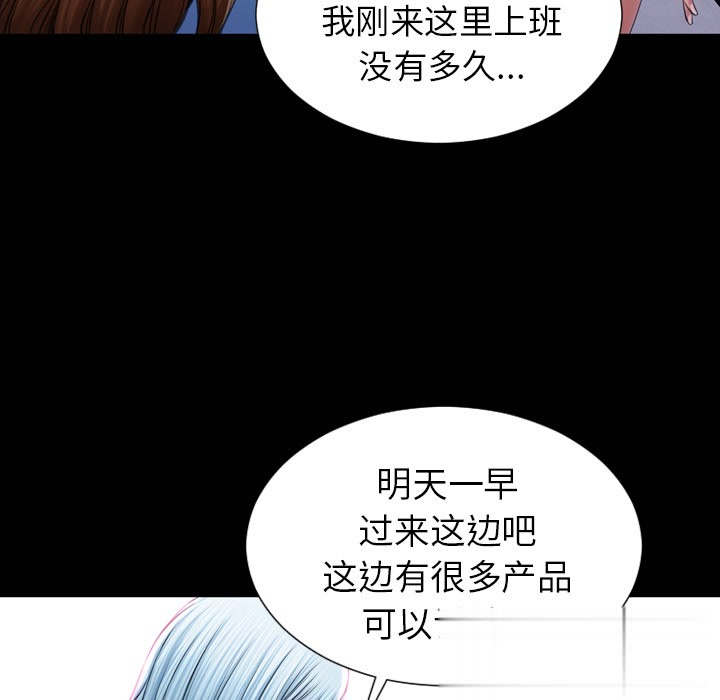 我刚来这里上班
没有多久…
明天一早
过来这边吧
这边有很多产品
可以